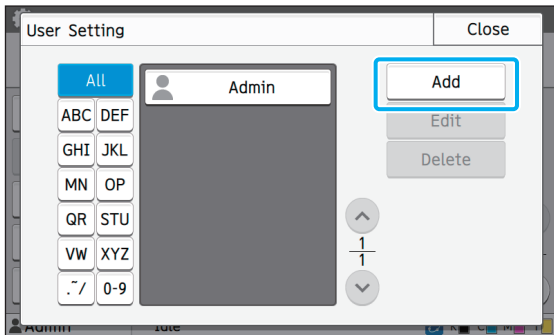 User Setting
Close
All
Admin
Add
ABC DEF
Edit
GHI JKL
Delete
MN OP
QR STU
VW XYZ
1
1
.~/ 0-9
Admin
Idle
K C M Y